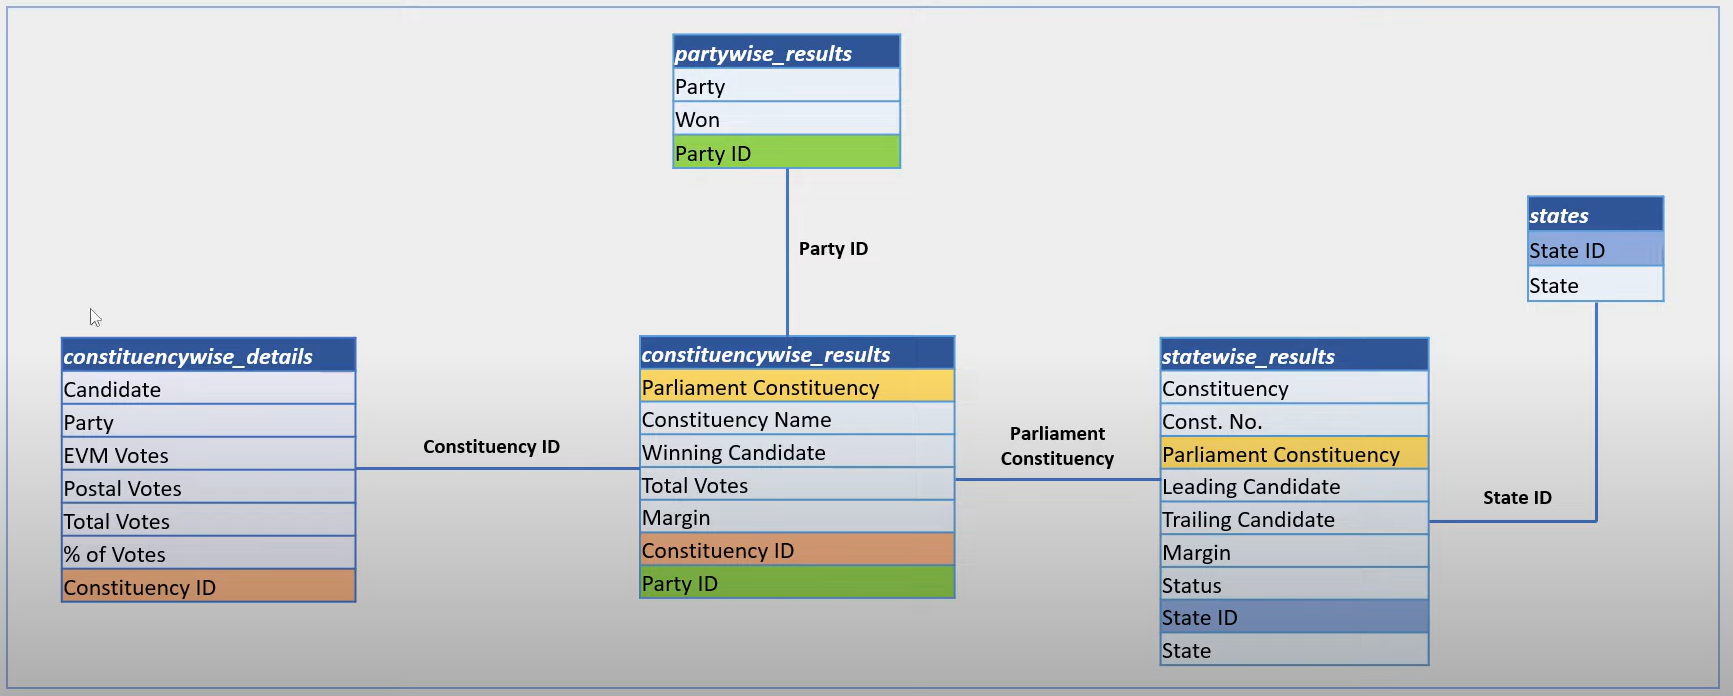 partywise_results
Party
Won
Party ID
Party ID
states
State ID
State
constituencywise_details
Candidate
Party
EVM Votes
Postal Votes
Total Votes
% of Votes
Constituency ID
Constituency ID
constituencywise_results
Parliament Constituency
Constituency Name
Winning Candidate
Total Votes
Margin
Constituency ID
Party ID
Parliament
Constituency
statewise_results
Constituency
Const. No.
Parliament Constituency
Leading Candidate
Trailing Candidate
Margin
Status
State ID
State
State ID